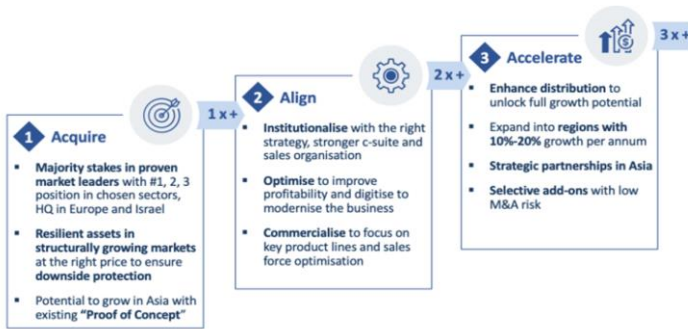 1 Acquire
▪ Majority stakes in proven
market leaders with #1, 2, 3
position in chosen sectors,
HQ in Europe and Israel
▪ Resilient assets in
structurally growing markets
at the right price to ensure
downside protection
▪ Potential to grow in Asia with
existing “Proof of Concept”
1 x +
2 Align
▪ Institutionalise with the right
strategy, stronger c-suite and
sales organisation
▪ Optimise to improve
profitability and digitise to
modernise the business
▪ Commercialise to focus on
key product lines and sales
force optimisation
2 x +
3 Accelerate
▪ Enhance distribution to
unlock full growth potential
▪ Expand into regions with
10%-20% growth per annum
▪ Strategic partnerships in Asia
▪ Selective add-ons with low
M&A risk
$
3 x +